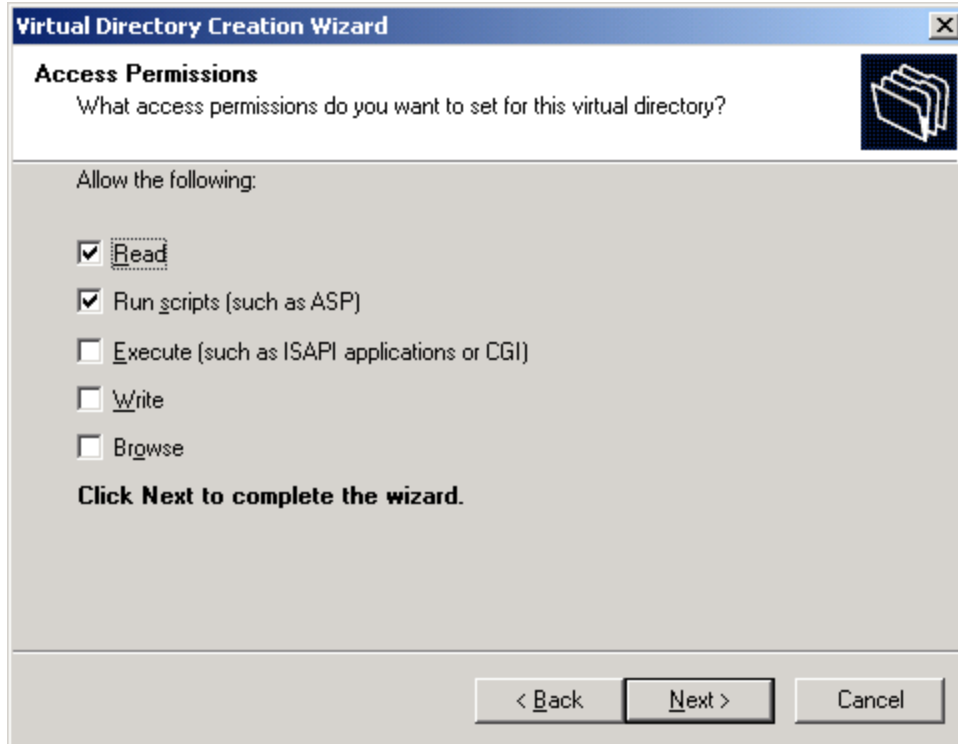 Virtual Directory Creation Wizard
Access Permissions
What access permissions do you want to set for this virtual directory?
Allow the following:
Read
Run scripts (such as ASP)
Execute (such as ISAPI applications or CGI)
Write
Browse
Click Next to complete the wizard.
< Back Next > Cancel